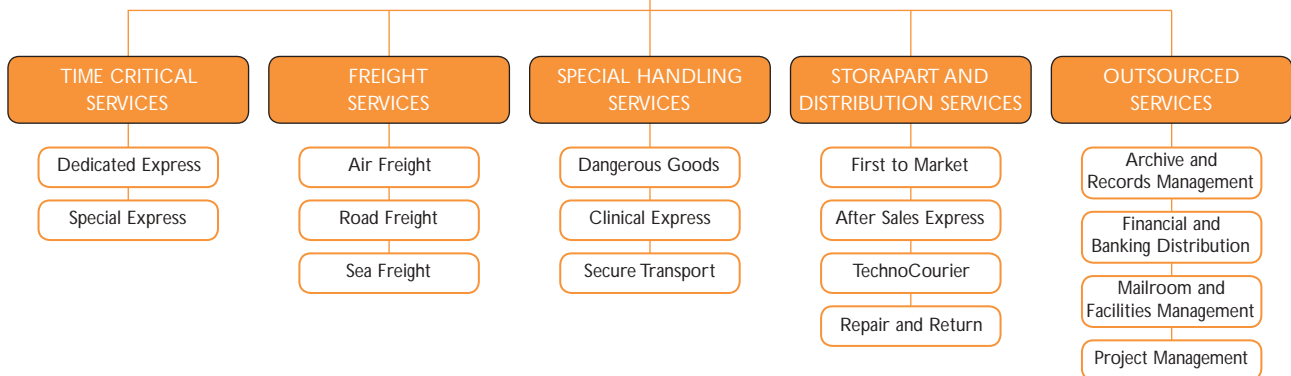 TIME CRITICAL
SERVICES
Dedicated Express
Special Express
FREIGHT
SERVICES
Air Freight
Road Freight
Sea Freight
SPECIAL HANDLING
SERVICES
Dangerous Goods
Clinical Express
Secure Transport
STORAPART AND
DISTRIBUTION SERVICES
First to Market
After Sales Express
TechnoCourier
Repair and Return
OUTSOURCED
SERVICES
Archive and
Records Management
Financial and
Banking Distribution
Mailroom and
Facilities Management
Project Management